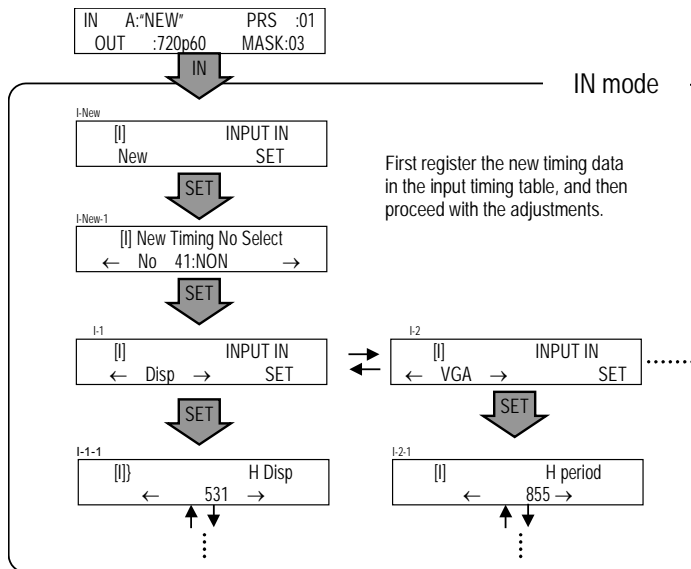 IN A:"NEW" PRS :01
OUT :720p60 MASK:03
IN
IN mode
I-New
[I] INPUT IN
New SET
First register the new timing data
in the input timing table, and then
proceed with the adjustments.
SET
I-New-1
[I] New Timing No Select
← No 41:NON →
SET
I-1
[I] INPUT IN
← Disp → SET
I-2
[I] INPUT IN
← VGA → SET
SET
SET
I-1-1
[I]} H Disp
← 531 →
I-2-1
[I] H period
← 855 →